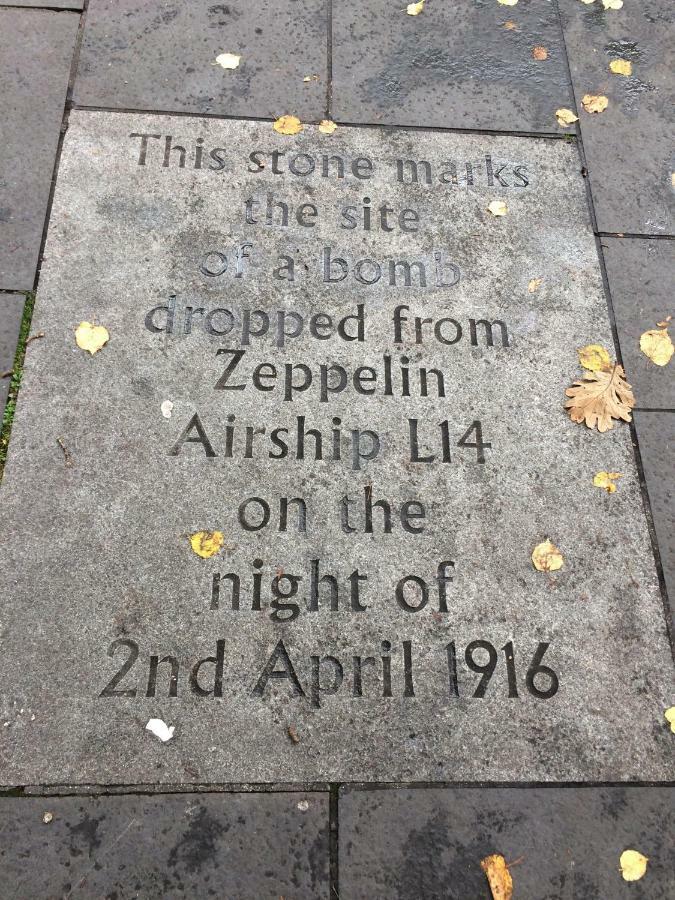 This stone marks
the site
of a bomb
dropped from
Zeppelin
Airship L14
on the
night of
2nd April 1916